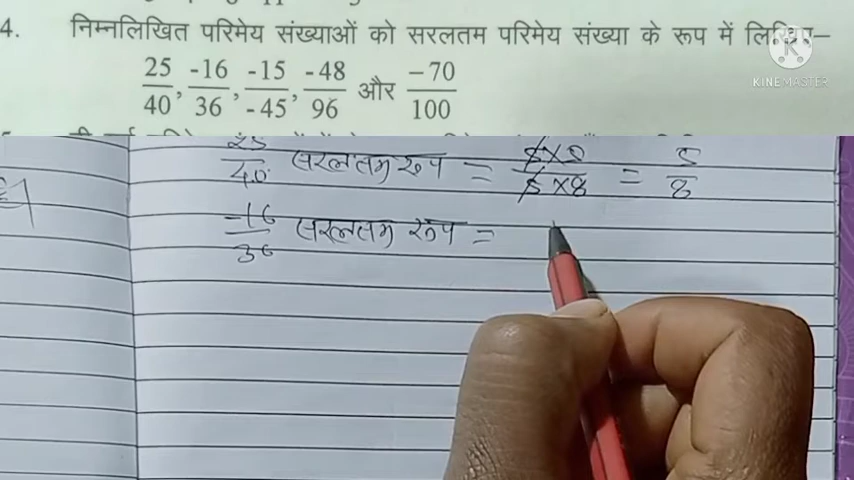 4. निम्नलिखित परिमेय संख्याओं को सरलतम परिमेय संख्या के रूप में लिखिए–
25/40, -16/36, -15/-45, -48/96 और -70/100
KINEMASTER
25/40 सरलतम रूप = 5×5/5×8 = 5/8
-16/36 सरलतम रूप =